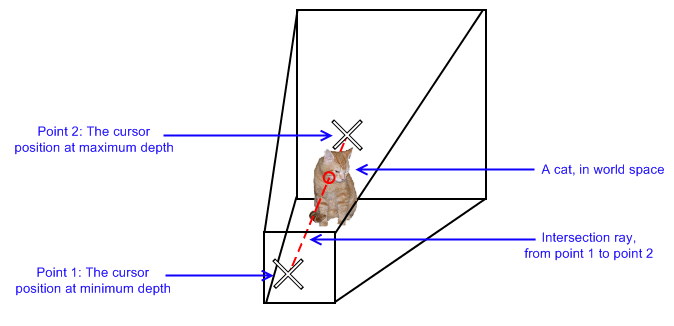 Point 2: The cursor
position at maximum depth
A cat, in world space
Intersection ray,
from point 1 to point 2
Point 1: The cursor
position at minimum depth